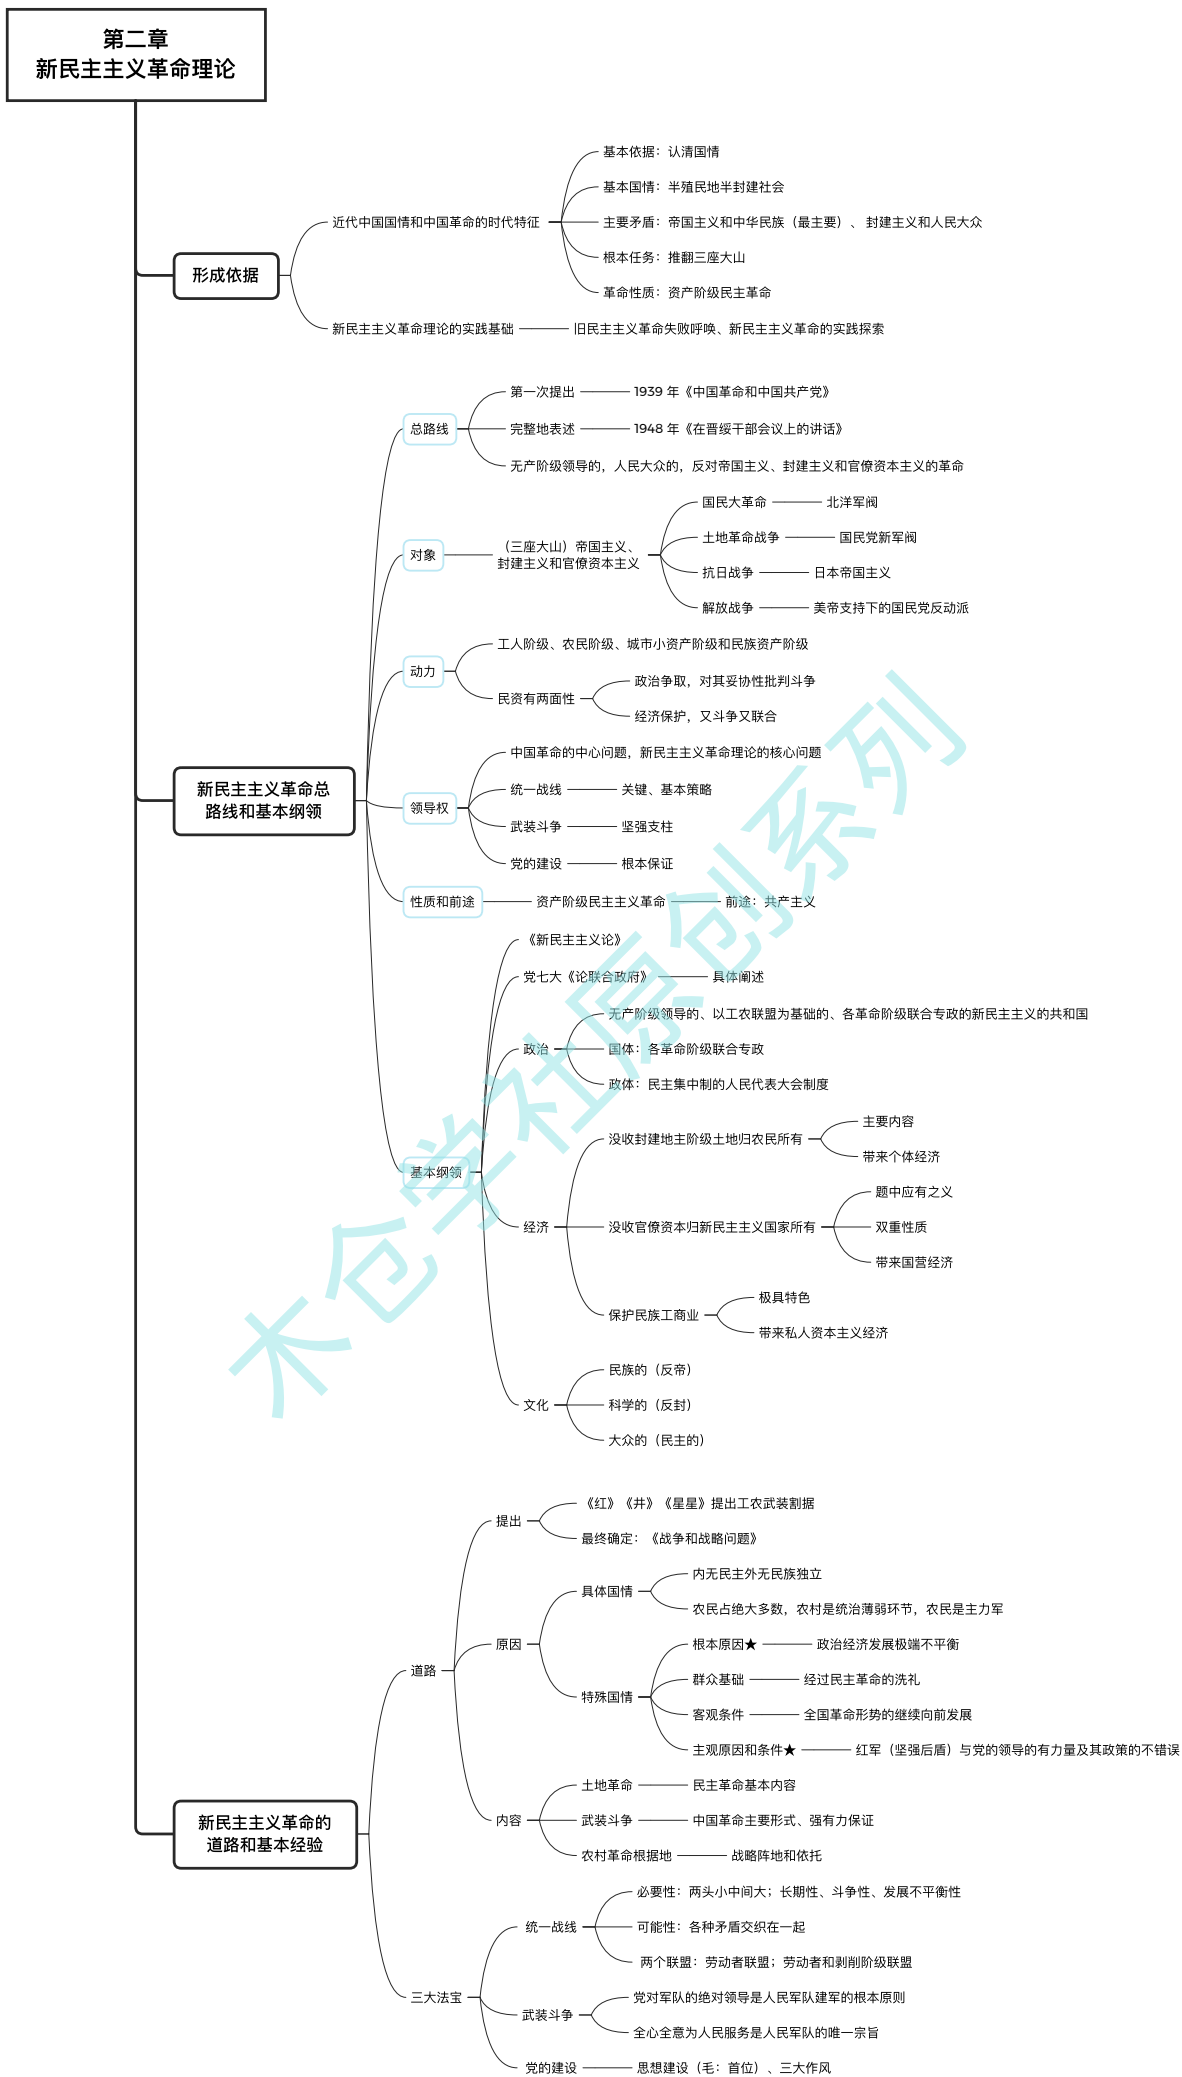 第二章
新民主主义革命理论
形成依据
近代中国国情和中国革命的时代特征
基本依据：认清国情
基本国情：半殖民地半封建社会
主要矛盾：帝国主义和中华民族（最主要）、封建主义和人民大众
根本任务：推翻三座大山
革命性质：资产阶级民主革命
新民主主义革命理论的实践基础
旧民主主义革命失败呼唤、新民主主义革命的实践探索
新民主主义革命总
路线和基本纲领
总路线
第一次提出
1939 年《中国革命和中国共产党》
完整地表述
1948 年《在晋绥干部会议上的讲话》
无产阶级领导的，人民大众的，反对帝国主义、封建主义和官僚资本主义的革命
对象
（三座大山）帝国主义、
封建主义和官僚资本主义
国民大革命
北洋军阀
土地革命战争
国民党新军阀
抗日战争
日本帝国主义
解放战争
美帝支持下的国民党反动派
动力
工人阶级、农民阶级、城市小资产阶级和民族资产阶级
民资有两面性
政治争取，对其妥协性批判斗争
经济保护，又斗争又联合
领导权
中国革命的中心问题，新民主主义革命理论的核心问题
统一战线
关键、基本策略
武装斗争
坚强支柱
党的建设
根本保证
性质和前途
资产阶级民主主义革命
前途：共产主义
基本纲领
《新民主主义论》
党七大《论联合政府》
具体阐述
政治
无产阶级领导的、以工农联盟为基础的、各革命阶级联合专政的新民主主义的共和国
国体：各革命阶级联合专政
政体：民主集中制的人民代表大会制度
经济
没收封建地主阶级土地归农民所有
主要内容
带来个体经济
没收官僚资本归新民主主义国家所有
题中应有之义
双重性质
带来国营经济
保护民族工商业
极具特色
带来私人资本主义经济
文化
民族的（反帝）
科学的（反封）
大众的（民主的）
新民主主义革命的
道路和基本经验
道路
提出
《红》《井》《星星》提出工农武装割据
最终确定：《战争和战略问题》
原因
具体国情
内无民主外无民族独立
农民占绝大多数，农村是统治薄弱环节，农民是主力军
特殊国情
根本原因★
政治经济发展极端不平衡
群众基础
经过民主革命的洗礼
客观条件
全国革命形势的继续向前发展
主观原因和条件★
红军（坚强后盾）与党的领导的有力量及其政策的不错误
内容
土地革命
民主革命基本内容
武装斗争
中国革命主要形式、强有力保证
农村革命根据地
战略阵地和依托
三大法宝
统一战线
必要性：两头小中间大；长期性、斗争性、发展不平衡性
可能性：各种矛盾交织在一起
两个联盟：劳动者联盟；劳动者和剥削阶级联盟
武装斗争
党对军队的绝对领导是人民军队建军的根本原则
全心全意为人民服务是人民军队的唯一宗旨
党的建设
思想建设（毛：首位）、三大作风
木仓学社原创系列